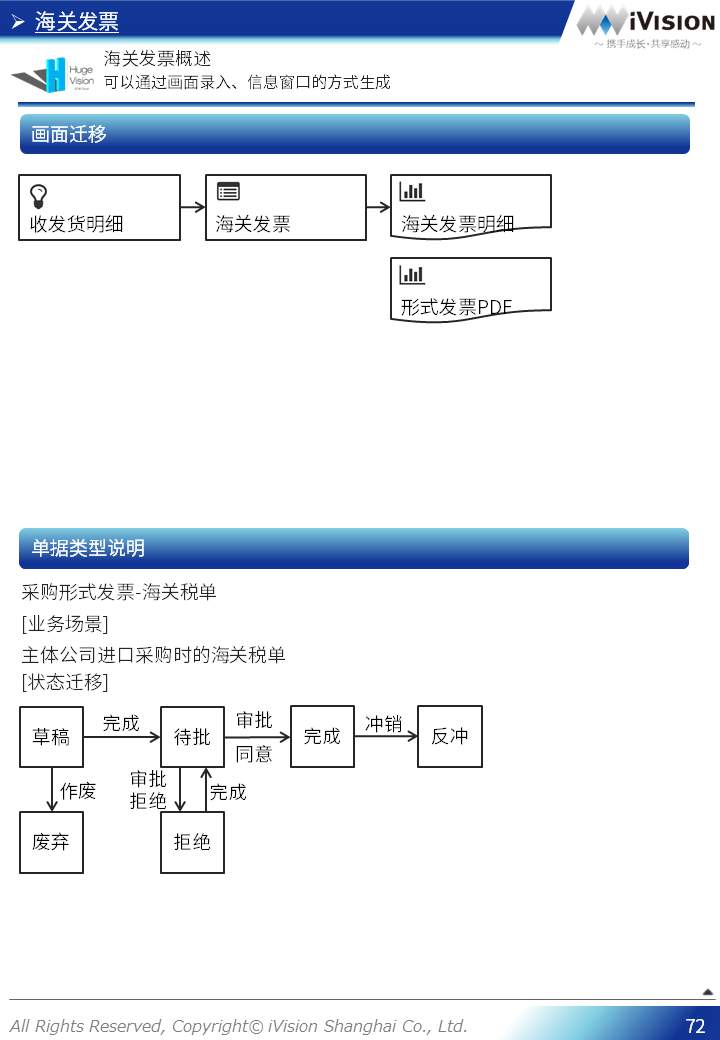 海关发票
iVISION
～ 携手成长·共享感动 ～
Huge
Vision
海关发票概述
可以通过画面录入、信息窗口的方式生成
画面迁移
收发货明细
海关发票
海关发票明细
形式发票PDF
单据类型说明
采购形式发票-海关税单
[业务场景]
主体公司进口采购时的海关税单
[状态迁移]
草稿
完成
待批
审批
同意
完成
冲销
反冲
作废
审批
拒绝
完成
废弃
拒绝
All Rights Reserved, Copyright© iVision Shanghai Co., Ltd.
72